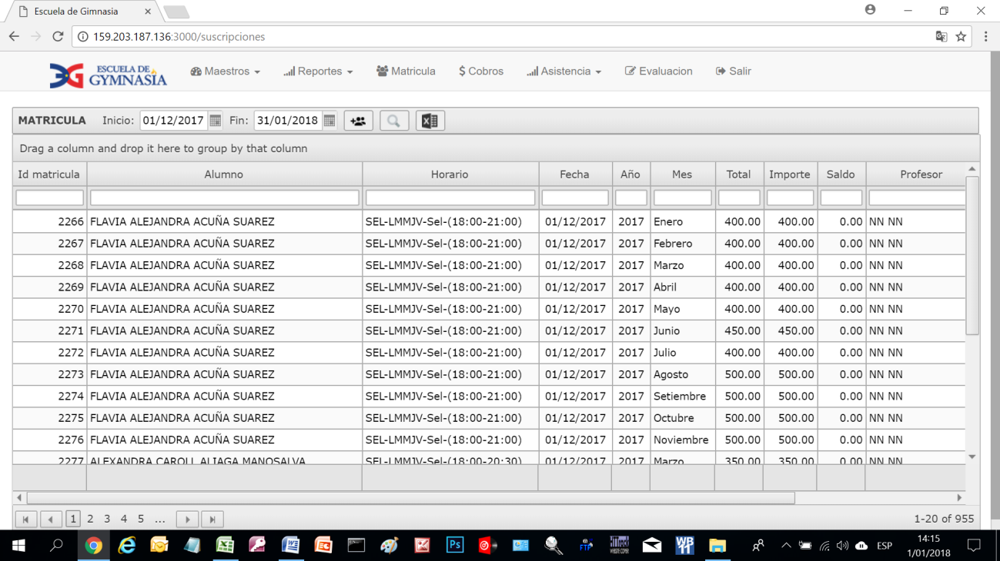 Escuela de Gimnasia
159.203.187.136:3000/suscripciones
ESCUELA DE GYMNASIA Maestros Reportes Matricula $ Cobros Asistencia Evaluacion Salir
MATRICULA Inicio: 01/12/2017 Fin: 31/01/2018
Drag a column and drop it here to group by that column
Id matricula Alumno Horario Fecha Año Mes Total Importe Saldo Profesor
2266 FLAVIA ALEJANDRA ACUÑA SUAREZ SEL-LMMJV-Sel-(18:00-21:00) 01/12/2017 2017 Enero 400.00 400.00 0.00 NN NN
2267 FLAVIA ALEJANDRA ACUÑA SUAREZ SEL-LMMJV-Sel-(18:00-21:00) 01/12/2017 2017 Febrero 400.00 400.00 0.00 NN NN
2268 FLAVIA ALEJANDRA ACUÑA SUAREZ SEL-LMMJV-Sel-(18:00-21:00) 01/12/2017 2017 Marzo 400.00 400.00 0.00 NN NN
2269 FLAVIA ALEJANDRA ACUÑA SUAREZ SEL-LMMJV-Sel-(18:00-21:00) 01/12/2017 2017 Abril 400.00 400.00 0.00 NN NN
2270 FLAVIA ALEJANDRA ACUÑA SUAREZ SEL-LMMJV-Sel-(18:00-21:00) 01/12/2017 2017 Mayo 400.00 400.00 0.00 NN NN
2271 FLAVIA ALEJANDRA ACUÑA SUAREZ SEL-LMMJV-Sel-(18:00-21:00) 01/12/2017 2017 Junio 450.00 450.00 0.00 NN NN
2272 FLAVIA ALEJANDRA ACUÑA SUAREZ SEL-LMMJV-Sel-(18:00-21:00) 01/12/2017 2017 Julio 400.00 400.00 0.00 NN NN
2273 FLAVIA ALEJANDRA ACUÑA SUAREZ SEL-LMMJV-Sel-(18:00-21:00) 01/12/2017 2017 Agosto 500.00 500.00 0.00 NN NN
2274 FLAVIA ALEJANDRA ACUÑA SUAREZ SEL-LMMJV-Sel-(18:00-21:00) 01/12/2017 2017 Setiembre 500.00 500.00 0.00 NN NN
2275 FLAVIA ALEJANDRA ACUÑA SUAREZ SEL-LMMJV-Sel-(18:00-21:00) 01/12/2017 2017 Octubre 500.00 500.00 0.00 NN NN
2276 FLAVIA ALEJANDRA ACUÑA SUAREZ SEL-LMMJV-Sel-(18:00-21:00) 01/12/2017 2017 Noviembre 500.00 500.00 0.00 NN NN
2277 ALEXANDRA CAROLL ALIAGA MANOSALVA SEL-LMMJV-Sel-(18:00-20:30) 01/12/2017 2017 Marzo 350.00 350.00 0.00 NN NN
1 2 3 4 5 ... 1-20 of 955
Ps FTP WEBSITE COPIER WB 11 ESP 14:15
1/01/2018